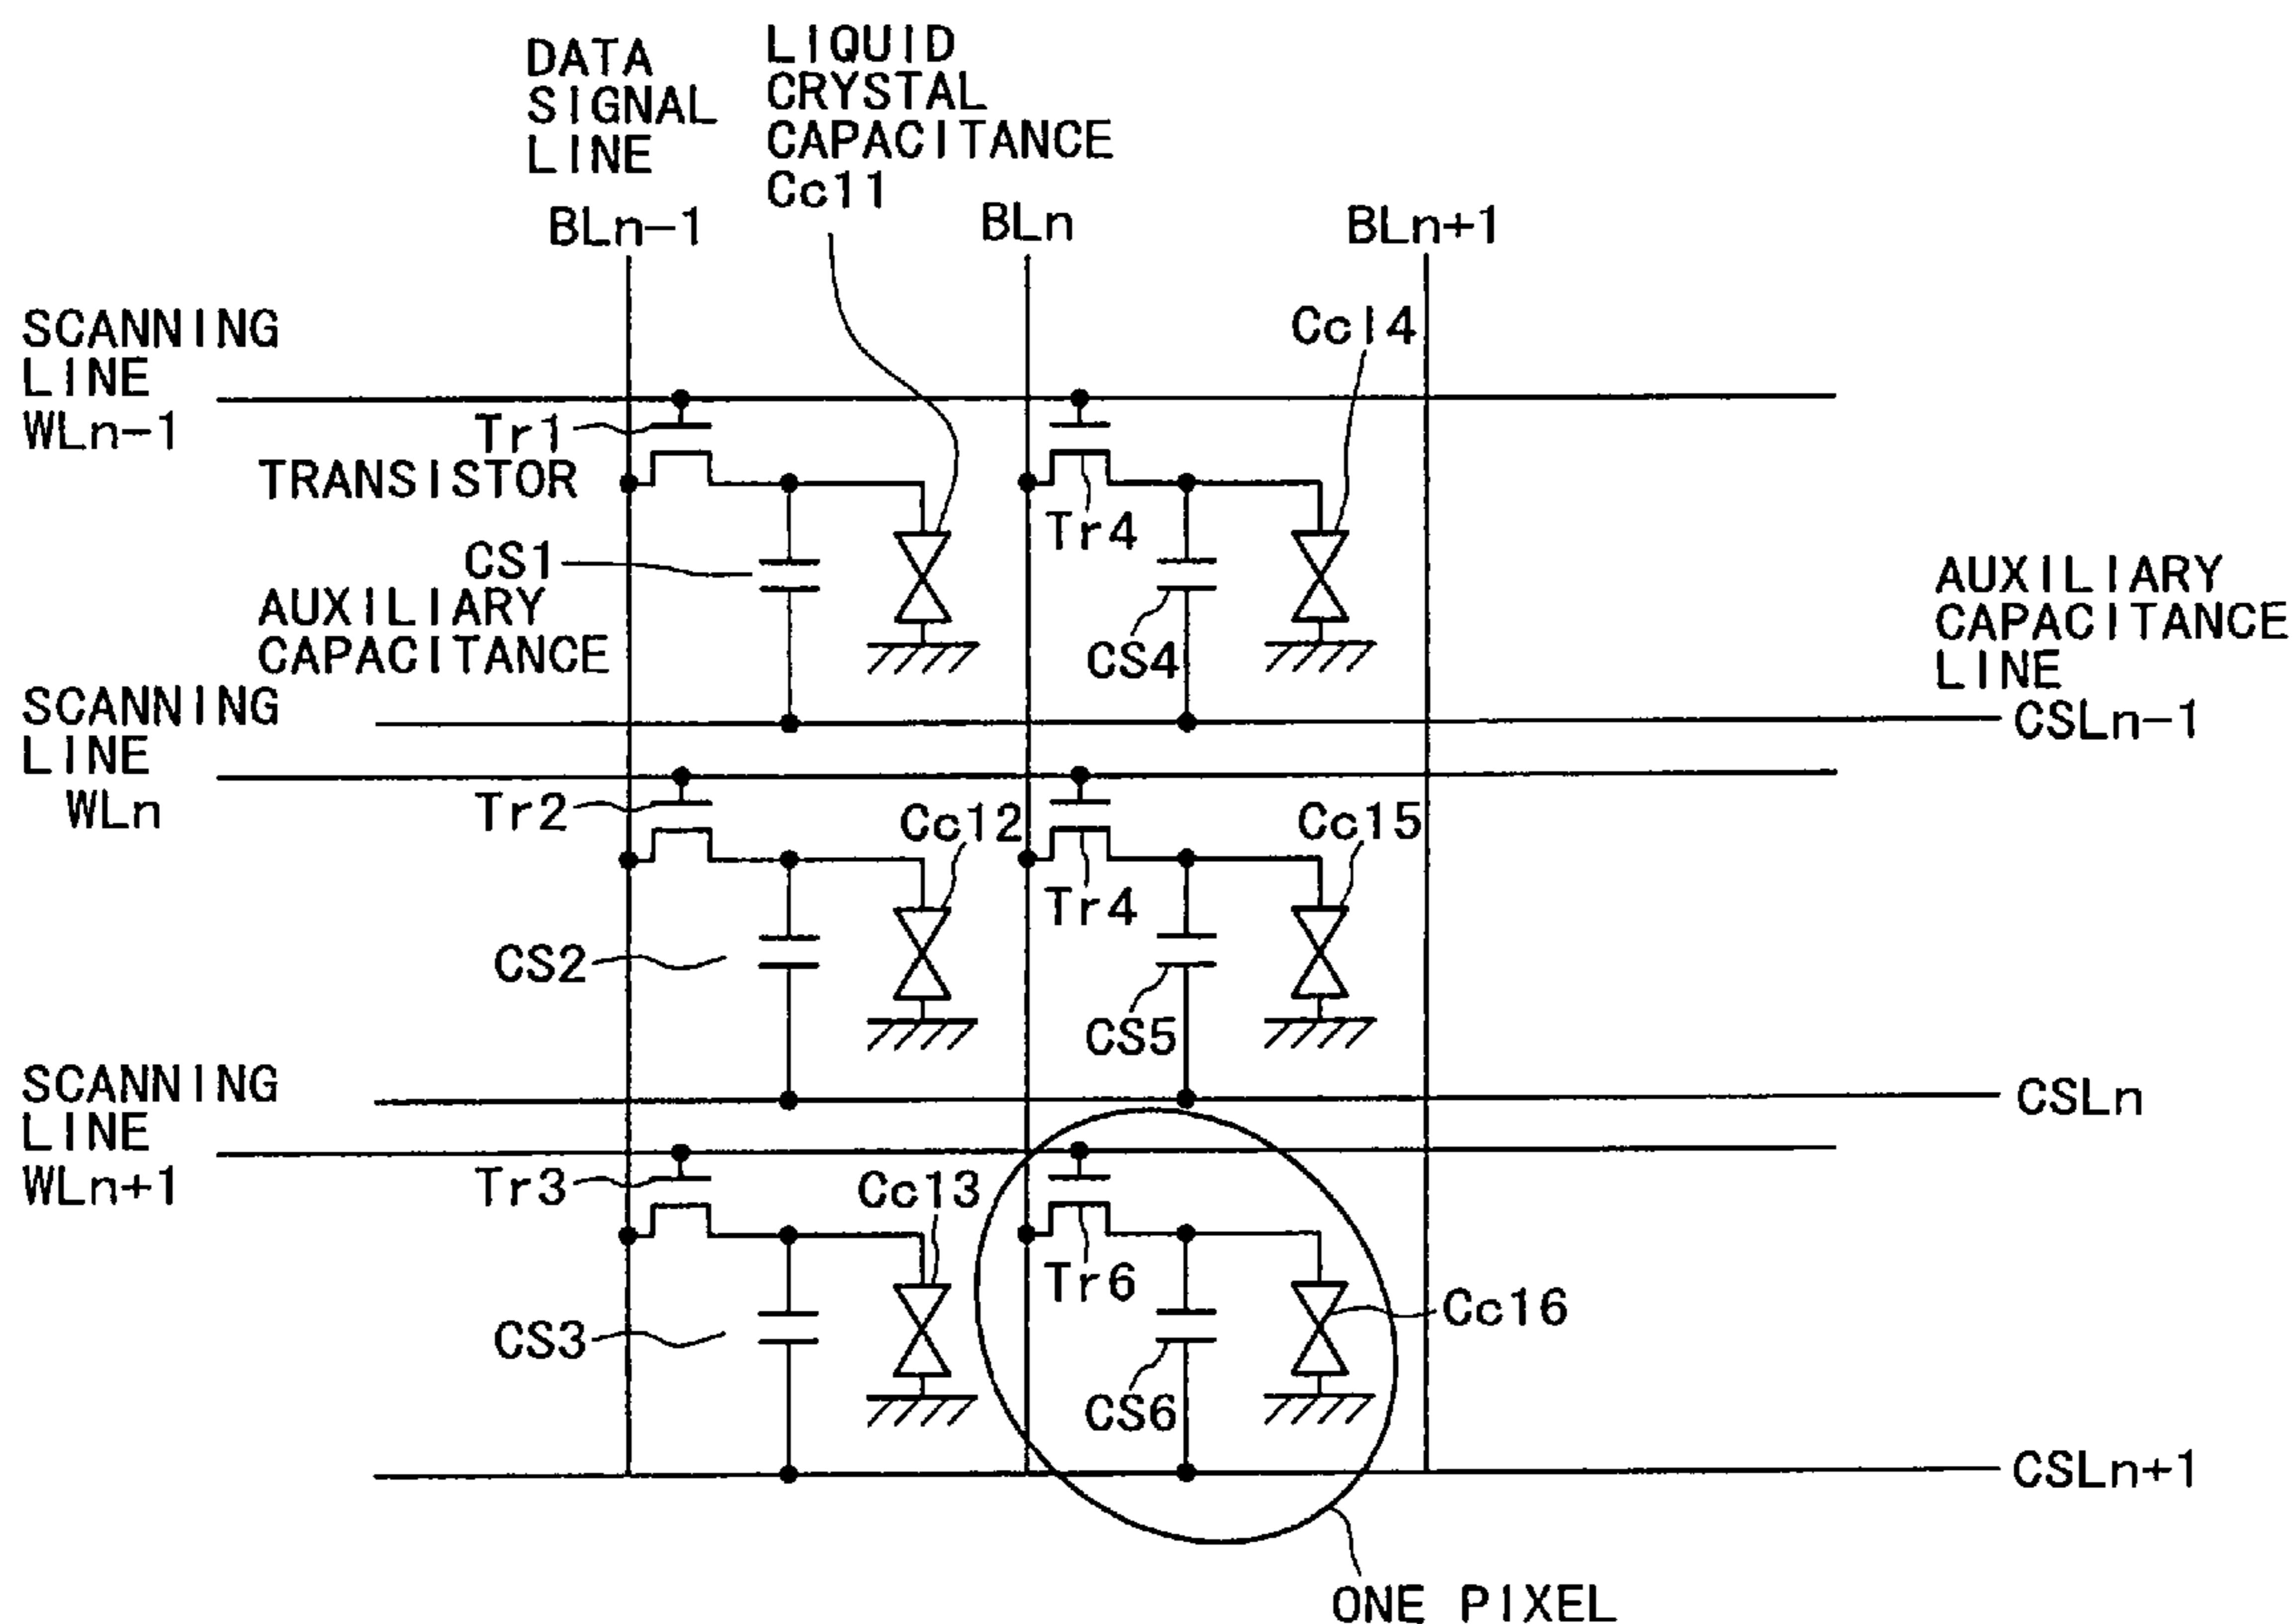 DATA
SIGNAL
LINE
BLn-1
LIQUID
CRYSTAL
CAPACITANCE
Cc11
BLn
BLn+1
SCANNING
LINE
WLn-1
Tr1
TRANSISTOR
Tr4
Ccl4
CS1
AUXILIARY
CAPACITANCE
CS4
AUXILIARY
CAPACITANCE
LINE
CSLn-1
SCANNING
LINE
WLn
Tr2
Cc12
Tr4
Cc15
CS2
CS5
CSLn
SCANNING
LINE
WLn+1
Tr3
Cc13
Tr6
Cc16
CS3
CS6
CSLn+1
ONE PIXEL